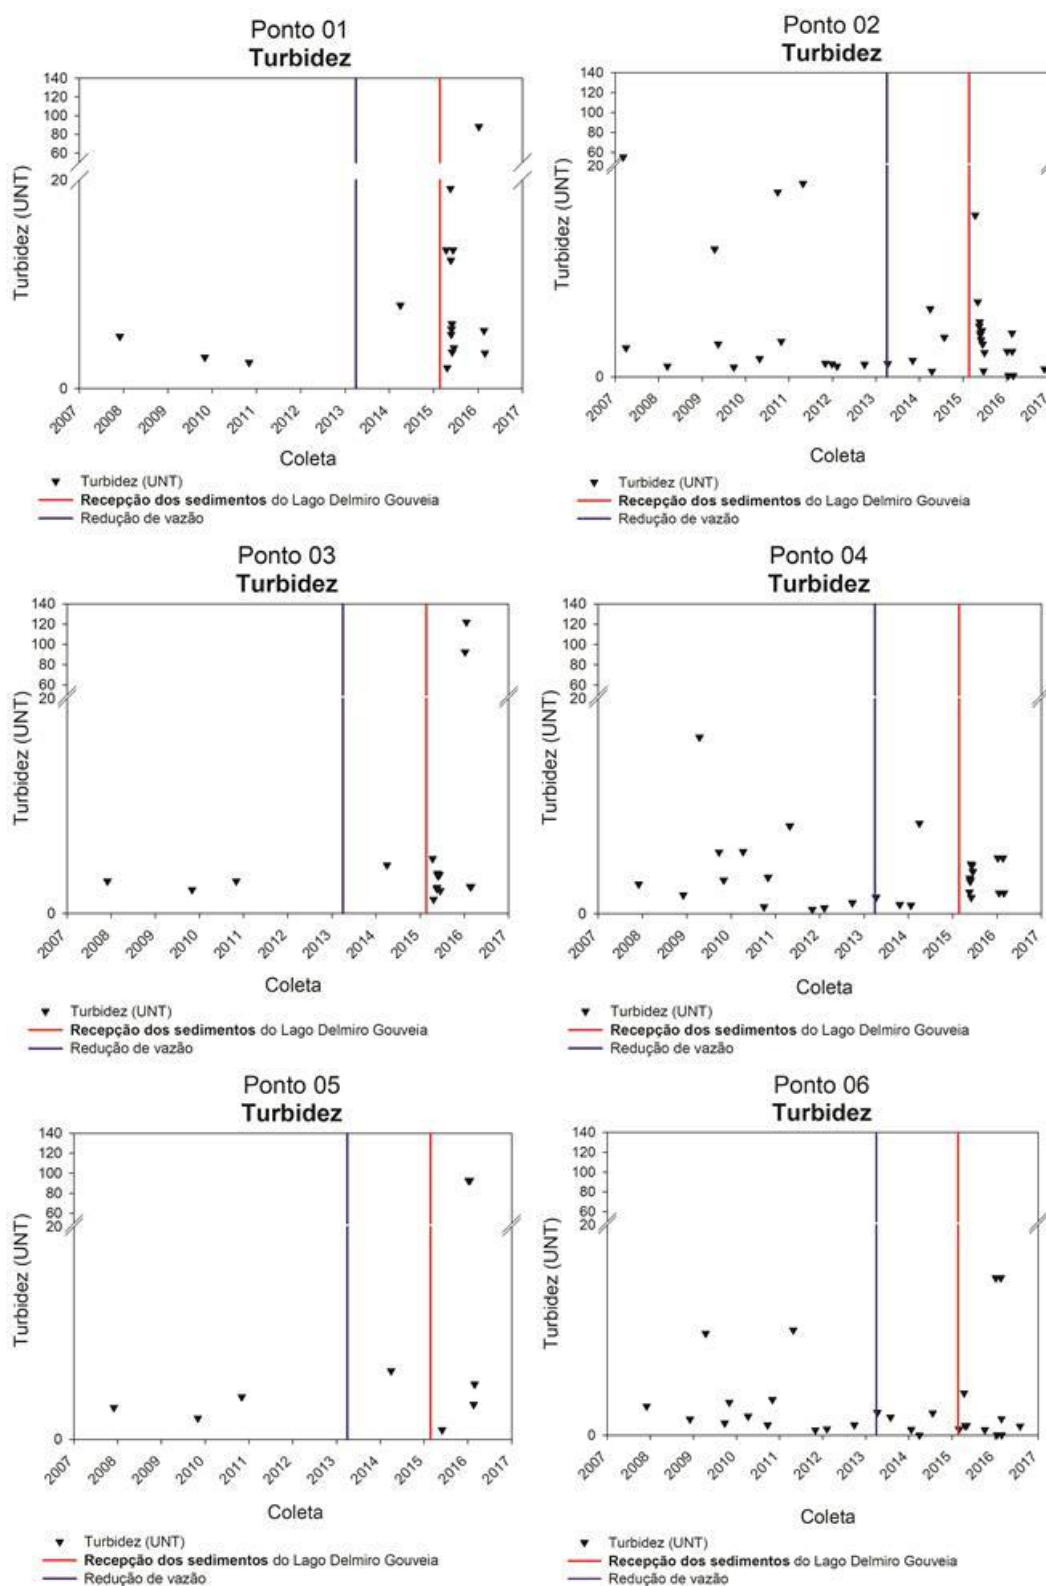 Ponto 01
Turbidez
Turbidez (UNT)
140
120
100
80
60
20
0
2007
2008
2009
2010
2011
2012
2013
2014
2015
2016
2017
Coleta
Turbidez (UNT)
Recepção dos sedimentos do Lago Delmiro Gouveia
Redução de vazão
Ponto 02
Turbidez
Turbidez (UNT)
140
120
100
80
60
20
0
2007
2008
2009
2010
2011
2012
2013
2014
2015
2016
2017
Coleta
Turbidez (UNT)
Recepção dos sedimentos do Lago Delmiro Gouveia
Redução de vazão
Ponto 03
Turbidez
Turbidez (UNT)
140
120
100
80
60
20
0
2007
2008
2009
2010
2011
2012
2013
2014
2015
2016
2017
Coleta
Turbidez (UNT)
Recepção dos sedimentos do Lago Delmiro Gouveia
Redução de vazão
Ponto 04
Turbidez
Turbidez (UNT)
140
120
100
80
60
20
0
2007
2008
2009
2010
2011
2012
2013
2014
2015
2016
2017
Coleta
Turbidez (UNT)
Recepção dos sedimentos do Lago Delmiro Gouveia
Redução de vazão
Ponto 05
Turbidez
Turbidez (UNT)
140
120
100
80
60
20
0
2007
2008
2009
2010
2011
2012
2013
2014
2015
2016
2017
Coleta
Turbidez (UNT)
Recepção dos sedimentos do Lago Delmiro Gouveia
Redução de vazão
Ponto 06
Turbidez
Turbidez (UNT)
140
120
100
80
60
20
0
2007
2008
2009
2010
2011
2012
2013
2014
2015
2016
2017
Coleta
Turbidez (UNT)
Recepção dos sedimentos do Lago Delmiro Gouveia
Redução de vazão